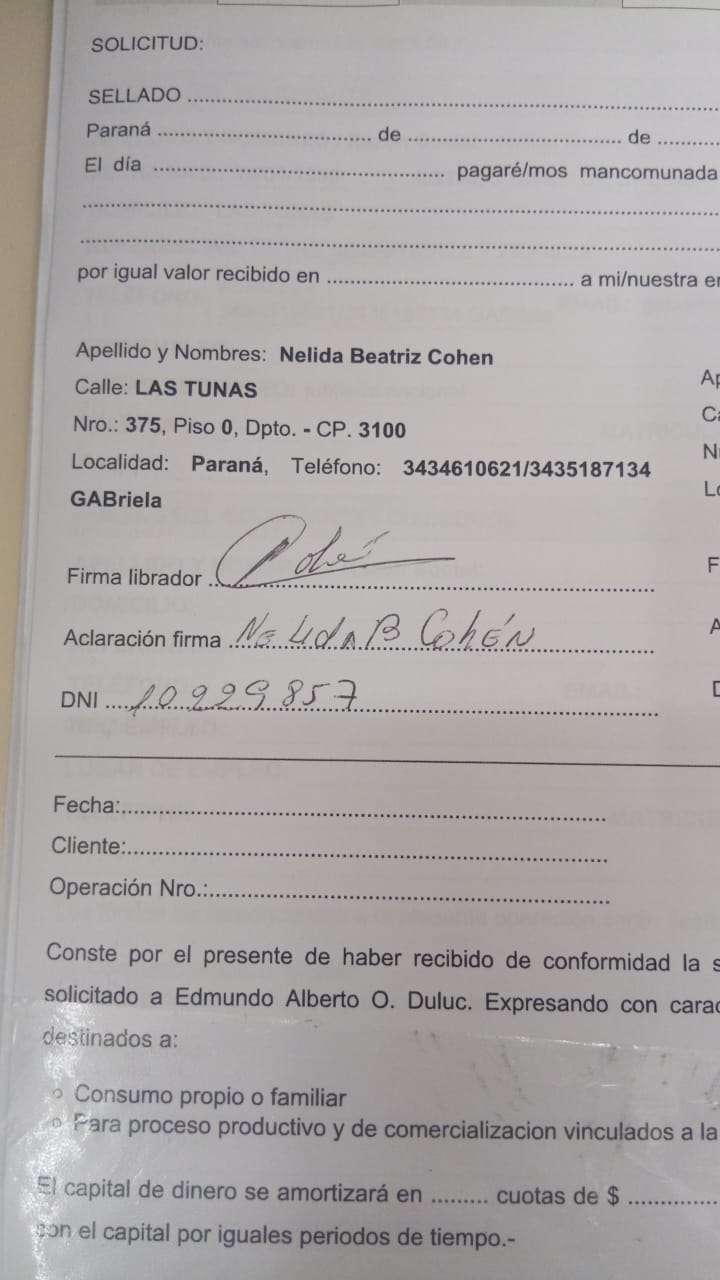 SOLICITUD:
SELLADO ........................................
Paraná .................... de .................... de ..........
El día .............................. pagaré/mos mancomunada
........................................
........................................
por igual valor recibido en .............................. a mi/nuestra en
Apellido y Nombres: Nelida Beatriz Cohen
Calle: LAS TUNAS
Nro.: 375, Piso 0, Dpto. - CP. 3100
Localidad: Paraná, Teléfono: 3434610621/3435187134
GABriela
Firma librador ..............................
Aclaración firma Nelida B Cohén
DNI 10229857
Fecha:..............................
Cliente:..............................
Operación Nro.:..............................
Conste por el presente de haber recibido de conformidad la s
solicitado a Edmundo Alberto O. Duluc. Expresando con carac
destinados a:
○ Consumo propio o familiar
○ Para proceso productivo y de comercializacion vinculados a la
El capital de dinero se amortizará en ......... cuotas de $ ..............
con el capital por iguales periodos de tiempo.-